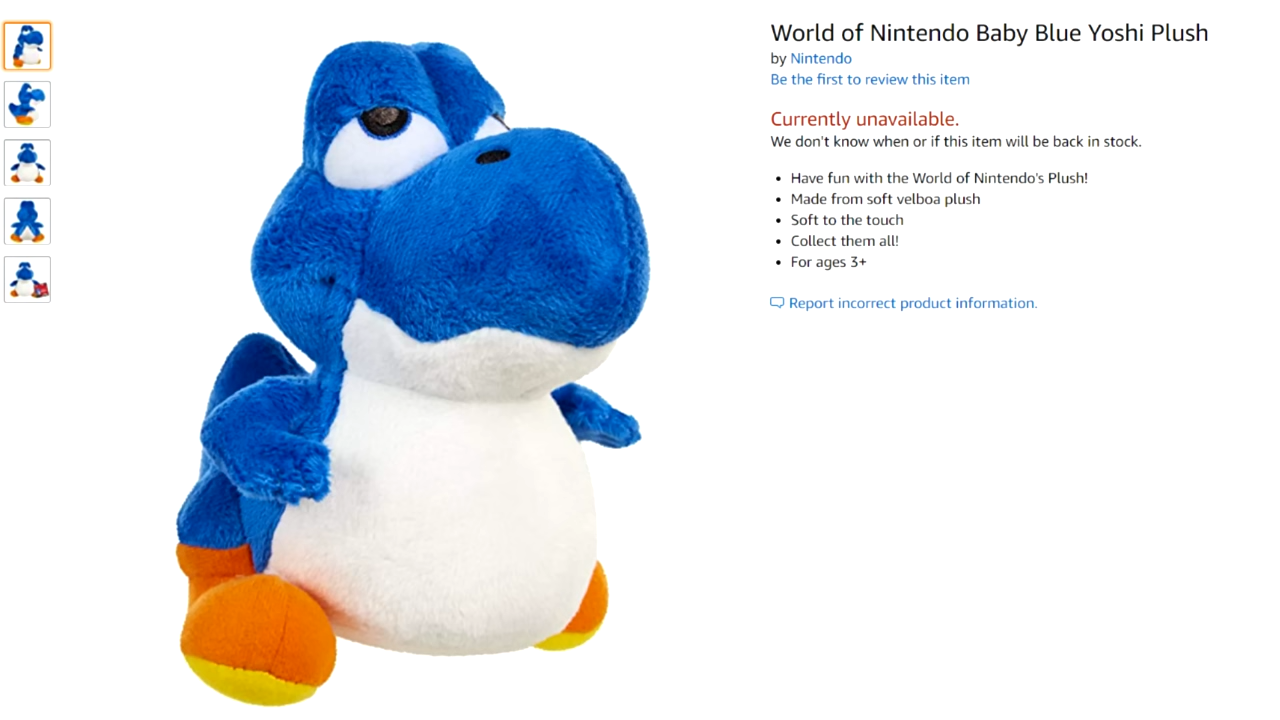 World of Nintendo Baby Blue Yoshi Plush
by Nintendo
Be the first to review this item
Currently unavailable.
We don't know when or if this item will be back in stock.
• Have fun with the World of Nintendo's Plush!
• Made from soft velboa plush
• Soft to the touch
• Collect them all!
• For ages 3+
Report incorrect product information.